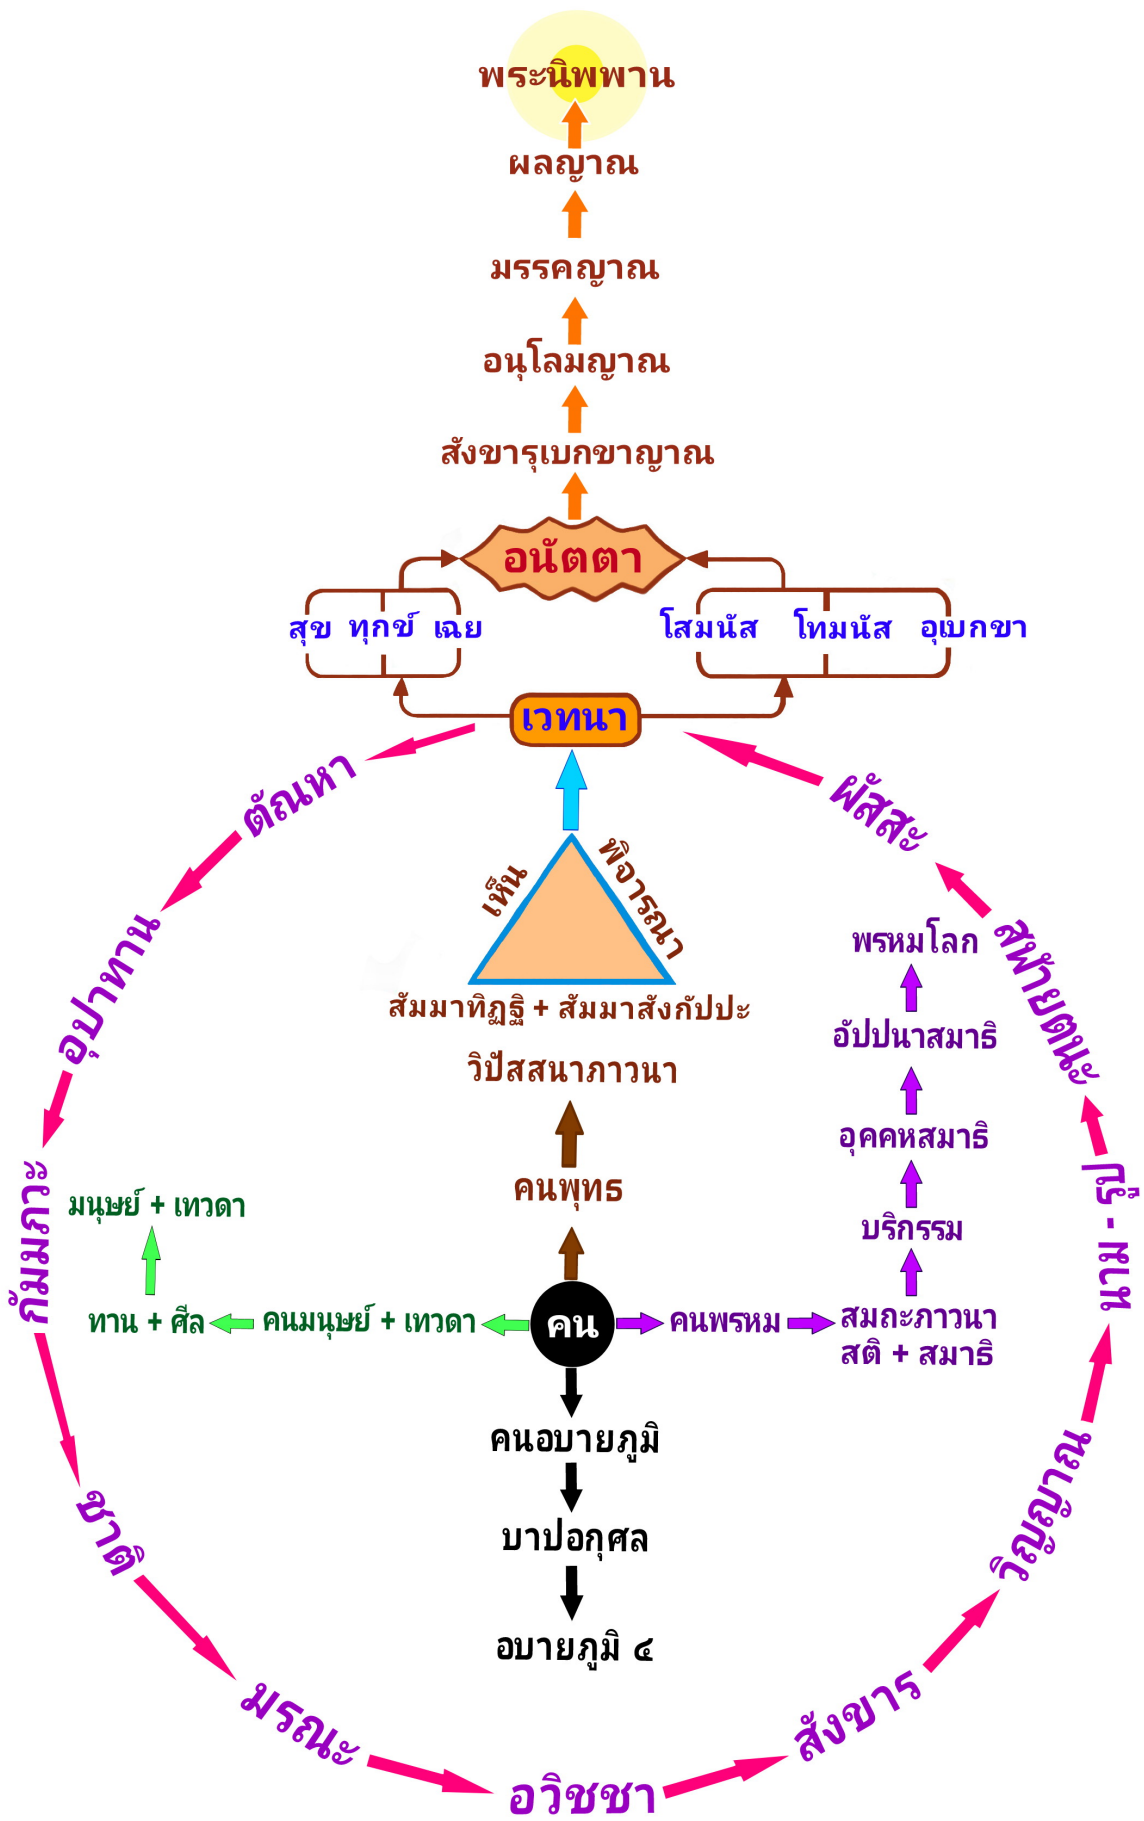 พระนิพพาน
ผลญาณ
มรรคญาณ
อนุโลมญาณ
สังขารุเบกขาญาณ
อนัตตา
สุข ทุกข์ เฉย
โสมนัส โทมนัส อุเบกขา
เวทนา
ตัณหา
ผัสสะ
เห็น
พิจารณา
อุปาทาน
สฬายตนะ
พรหมโลก
สัมมาทิฏฐิ + สัมมาสังกัปปะ
อัปปนาสมาธิ
วิปัสสนาภาวนา
อุคคหสมาธิ
กัมมภวะ
มนุษย์ + เทวดา
คนพุทธ
บริกรรม
นาม - รูป
ทาน + ศีล
คนมนุษย์ + เทวดา
คน
คนพรหม
สมถะภาวนา
สติ + สมาธิ
คนอบายภูมิ
บาปอกุศล
อบายภูมิ ๔
ชาติ
วิญญาณ
มรณะ
สังขาร
อวิชชา